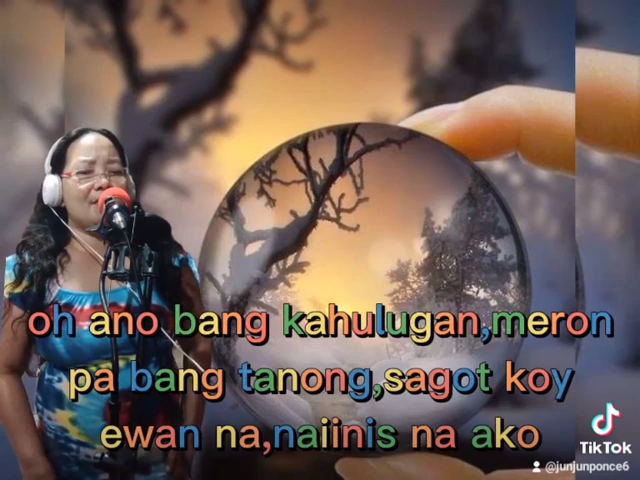 oh ano bang kahulugan,meron
pa bang tanong,sagot koy
ewan na,naiinis na ako
TikTok
@junjunponce6